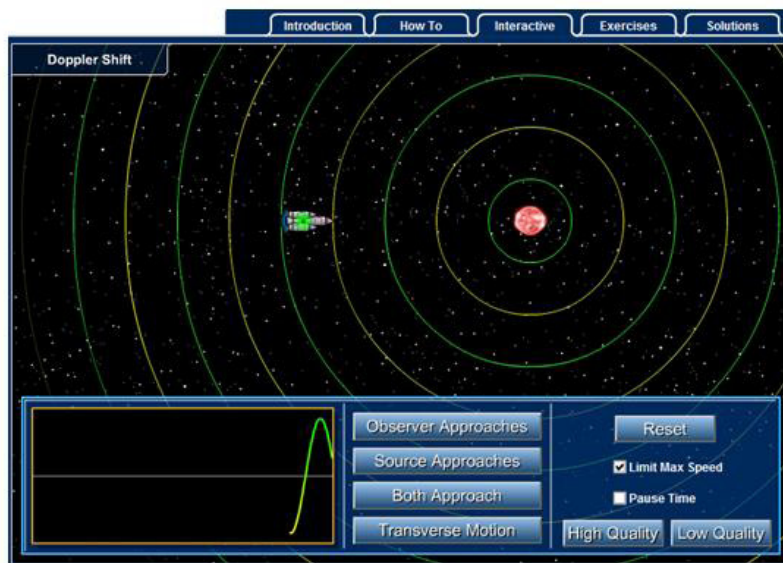 Introduction
How To
Interactive
Exercises
Solutions
Doppler Shift
Observer Approaches
Source Approaches
Both Approach
Transverse Motion
Reset
Limit Max Speed
Pause Time
High Quality
Low Quality